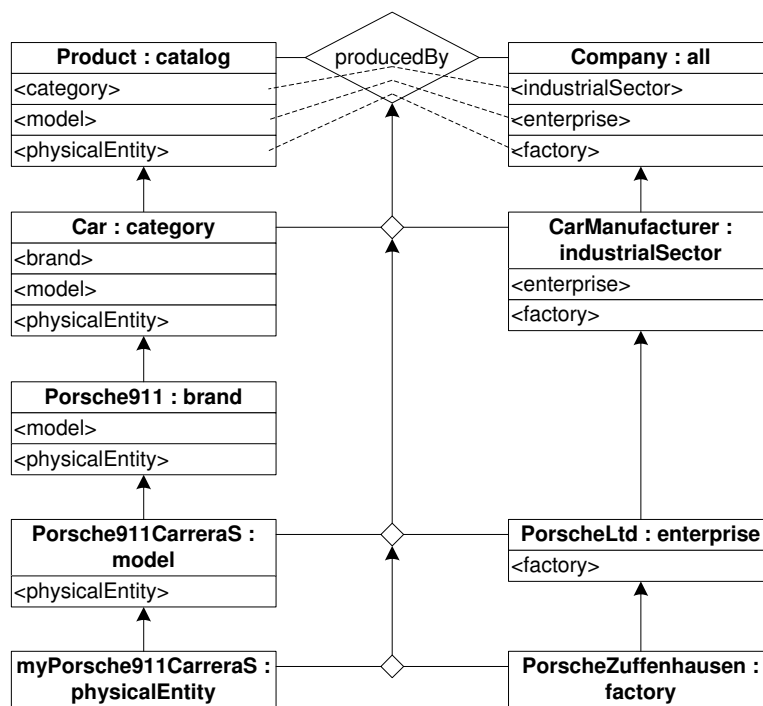 Product : catalog
<category>
<model>
<physicalEntity>
producedBy
Company : all
<industrialSector>
<enterprise>
<factory>
Car : category
<brand>
<model>
<physicalEntity>
CarManufacturer :
industrialSector
<enterprise>
<factory>
Porsche911 : brand
<model>
<physicalEntity>
Porsche911CarreraS :
model
<physicalEntity>
PorscheLtd : enterprise
<factory>
myPorsche911CarreraS :
physicalEntity
PorscheZuffenhausen :
factory